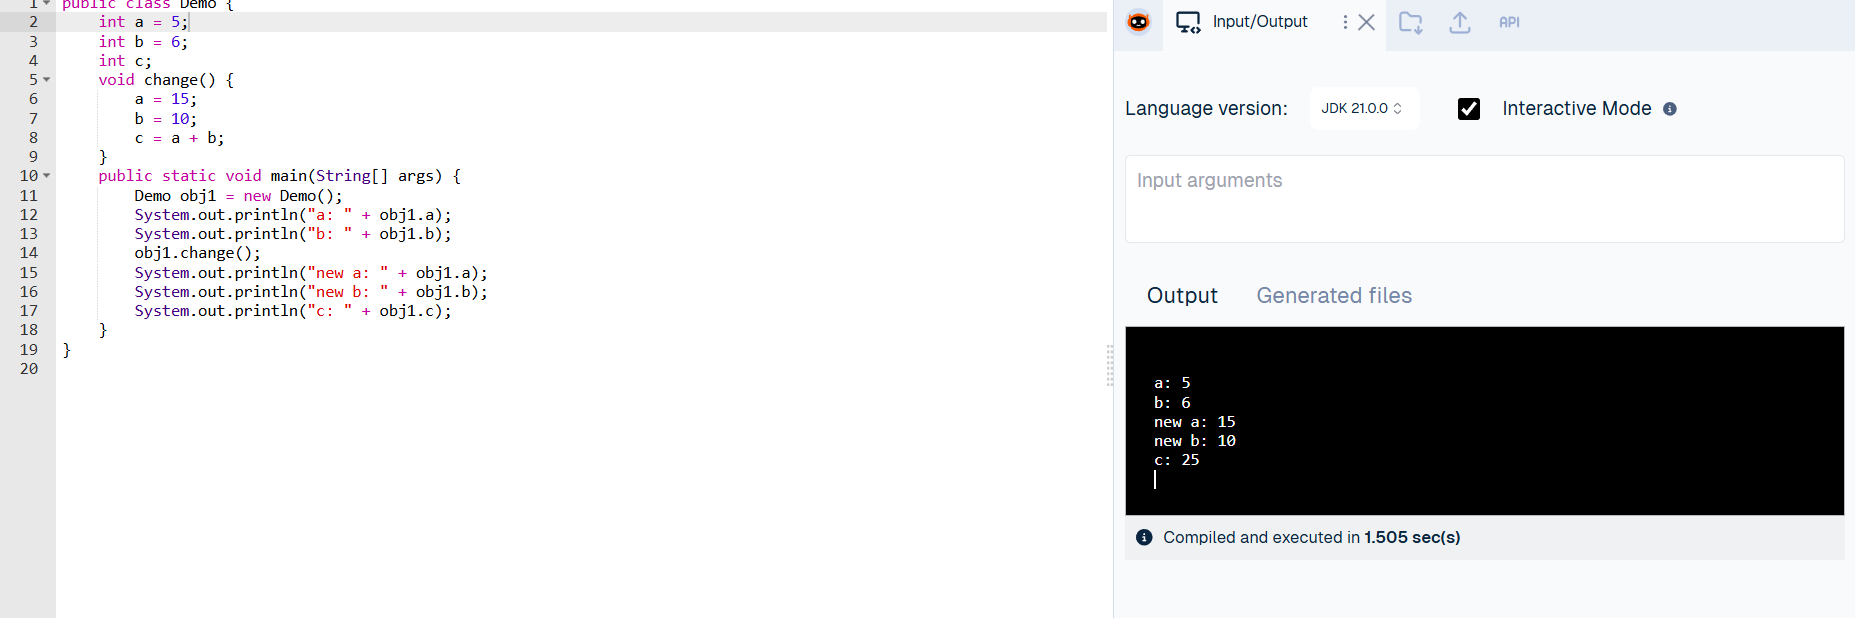 1 public class Demo {
2 int a = 5;
3 int b = 6;
4 int c;
5 void change() {
6 a = 15;
7 b = 10;
8 c = a + b;
9 }
10 public static void main(String[] args) {
11 Demo obj1 = new Demo();
12 System.out.println("a: " + obj1.a);
13 System.out.println("b: " + obj1.b);
14 obj1.change();
15 System.out.println("new a: " + obj1.a);
16 System.out.println("new b: " + obj1.b);
17 System.out.println("c: " + obj1.c);
18 }
19 }
20
Input/Output
API
Language version: JDK 21.0.0 Interactive Mode
Input arguments
Output Generated files
a: 5
b: 6
new a: 15
new b: 10
c: 25
Compiled and executed in 1.505 sec(s)